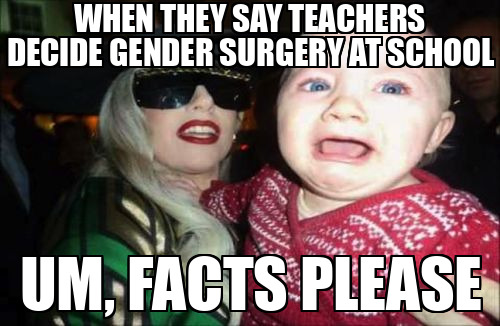 WHEN THEY SAY TEACHERS
DECIDE GENDER SURGERY AT SCHOOL
UM, FACTS PLEASE